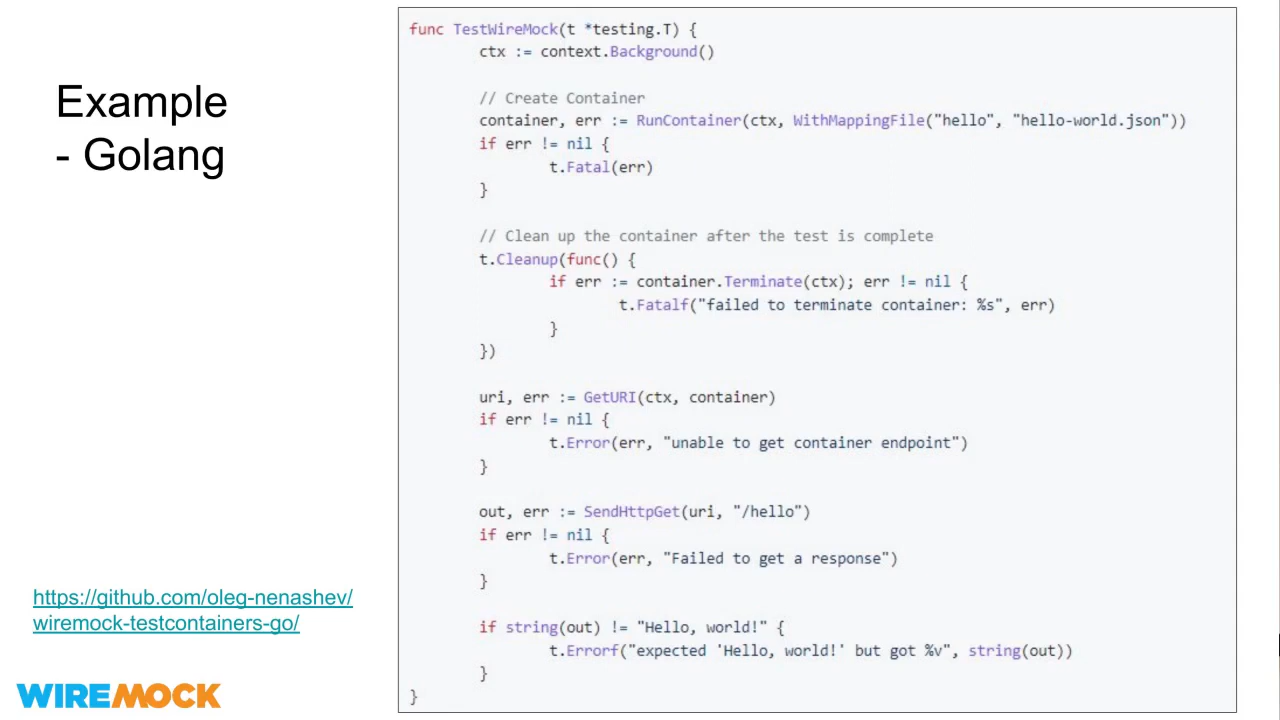 Example
- Golang
func TestWireMock(t *testing.T) {
ctx := context.Background()
// Create Container
container, err := RunContainer(ctx, WithMappingFile("hello", "hello-world.json"))
if err != nil {
t.Fatal(err)
}
// Clean up the container after the test is complete
t.Cleanup(func() {
if err := container.Terminate(ctx); err != nil {
t.Fatalf("failed to terminate container: %s", err)
}
})
uri, err := GetURI(ctx, container)
if err != nil {
t.Error(err, "unable to get container endpoint")
}
out, err := SendHttpGet(uri, "/hello")
if err != nil {
t.Error(err, "Failed to get a response")
}
if string(out) != "Hello, world!" {
t.Errorf("expected 'Hello, world!' but got %v", string(out))
}
}
https://github.com/oleg-nenashev/
wiremock-testcontainers-go/
WIREMOCK